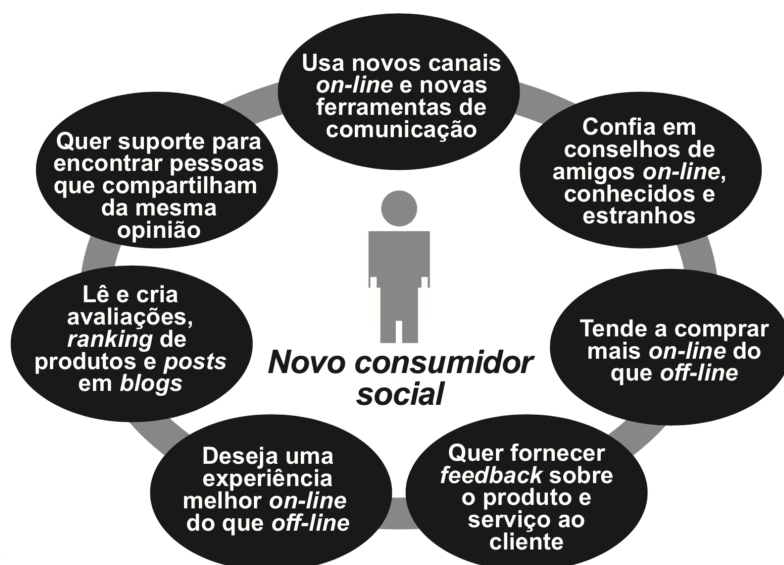 Usa novos canais
on-line e novas
ferramentas de
comunicação
Confia em
conselhos de
amigos on-line,
conhecidos e
estranhos
Tende a comprar
mais on-line do
que off-line
Quer fornecer
feedback sobre
o produto e
serviço ao
cliente
Deseja uma
experiência
melhor on-line
do que off-line
Lê e cria
avaliações,
ranking de
produtos e posts
em blogs
Quer suporte para
encontrar pessoas
que compartilham
da mesma
opinião
Novo consumidor
social